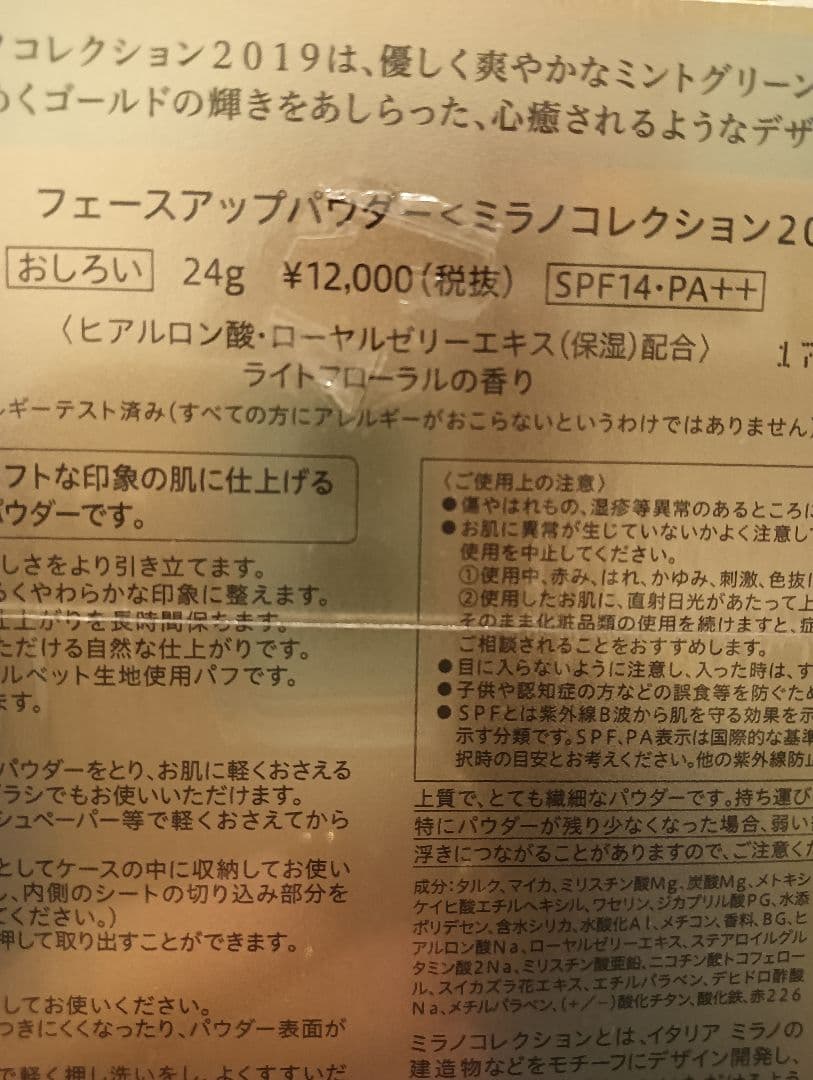 ノコレクション2019は、優しく爽やかなミントグリーン
めくゴールドの輝きをあしらった、心癒されるようなデザ
フェースアップパウダー<ミラノコレクション20
おしろい 24g ¥12,000(税抜) SPF14・PA++
〈ヒアルロン酸・ローヤルゼリーエキス(保湿)配合〉
ライトフローラルの香り
ルギーテスト済み(すべての方にアレルギーがおこらないというわけではありません)
フトな印象の肌に仕上げる
パウダーです。
しさをより引き立てます。
るくやわらかな印象に整えます。
仕上がりを長時間保ちます。
ただける自然な仕上がりです。
ルベット生地使用パフです。
ます。
パウダーをとり、お肌に軽くおさえる
ブラシでもお使いいただけます。
シュペーパー等で軽くおさえてから
としてケースの中に収納してお使い
し、内側のシートの切り込み部分を
てください。)
押して取り出すことができます。
してお使いください。
つきにくくなったり、パウダー表面が
で軽く押し洗いをし、よくすすいだ
〈ご使用上の注意〉
●傷やはれもの、湿疹等異常のあるところに
●お肌に異常が生じていないかよく注意して
使用を中止してください。
①使用中、赤み、はれ、かゆみ、刺激、色抜け
②使用したお肌に、直射日光があたって上
そのまま化粧品類の使用を続けますと、症
ご相談されることをおすすめします。
●目に入らないように注意し、入った時は、す
●子供や認知症の方などの誤食等を防ぐため
●SPFとは紫外線B波から肌を守る効果を示
示す分類です。SPF、PA表示は国際的な基準
択時の目安とお考えください。他の紫外線防止
上質で、とても繊細なパウダーです。持ち運び
特にパウダーが残り少なくなった場合、弱い
浮きにつながることがありますので、ご注意くだ
成分:タルク、マイカ、ミリスチン酸Mg、炭酸Mg、メトキシ
ケイヒ酸エチルヘキシル、ワセリン、ジカプリル酸PG、水添
ポリデセン、含水シリカ、水酸化Al、メチコン、香料、BG、ヒ
アルロン酸Na、ローヤルゼリーエキス、ステアロイルグル
タミン酸2Na、ミリスチン酸亜鉛、ニコチン酸トコフェロー
ル、スイカズラ花エキス、エチルパラベン、デヒドロ酢酸
Na、メチルパラベン、(+/-)酸化チタン、酸化鉄、赤226
ミラノコレクションとは、イタリア ミラノの
建造物などをモチーフにデザイン開発し、